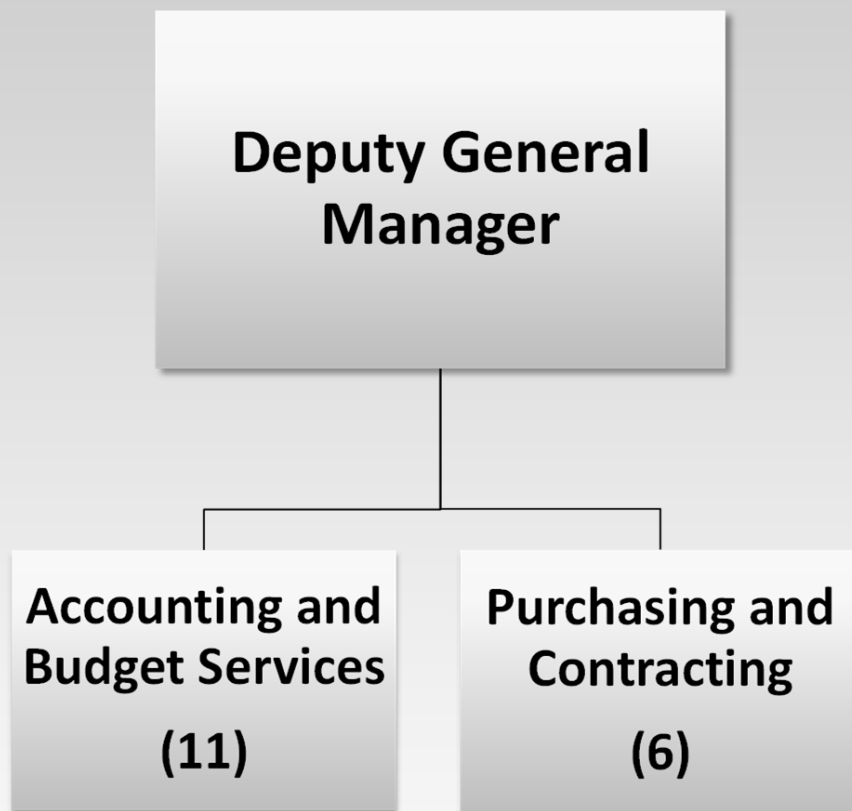 Deputy General
Manager
Accounting and
Budget Services
(11)
Purchasing and
Contracting
(6)